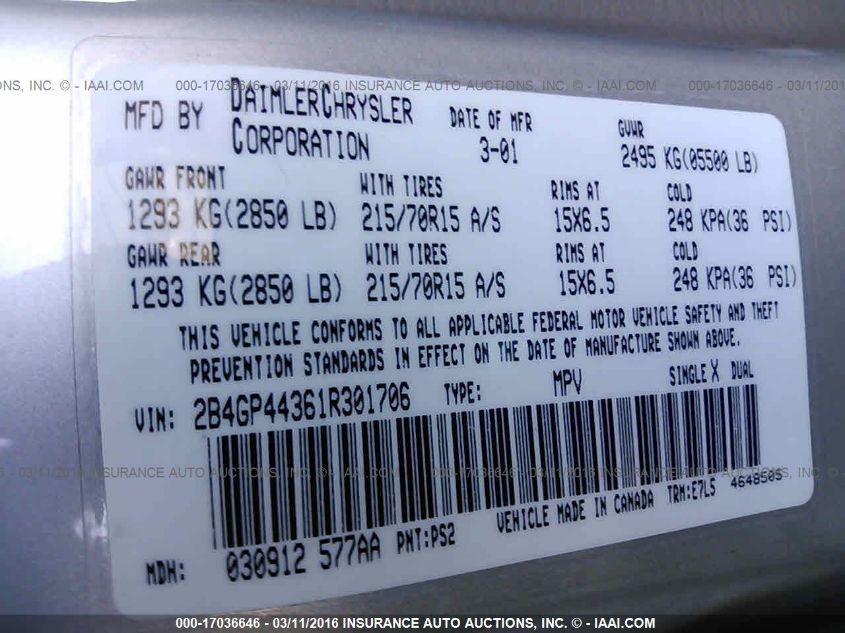 000-17036646 - 03/11/2016 INSURANCE AUTO AUCTIONS, INC. © - IAAI.COM
MFD BY DAIMLERCHRYSLER CORPORATION DATE OF MFR 3-01 GVWR 2495 KG(05500 LB)
GAWR FRONT WITH TIRES RIMS AT COLD
1293 KG(2850 LB) 215/70R15 A/S 15X6.5 248 KPA(36 PSI)
GAWR REAR WITH TIRES RIMS AT COLD
1293 KG(2850 LB) 215/70R15 A/S 15X6.5 248 KPA(36 PSI)
THIS VEHICLE CONFORMS TO ALL APPLICABLE FEDERAL MOTOR VEHICLE SAFETY AND THEFT
PREVENTION STANDARDS IN EFFECT ON THE DATE OF MANUFACTURE SHOWN ABOVE.
VIN: 2B4GP44361R301706 TYPE: MPV SINGLE X DUAL
000-17036646 - 03/11/2016 INSURANCE AUTO AUCTIONS, INC. © - IAAI.COM
MDH: 030912 577AA PNT:PS2 VEHICLE MADE IN CANADA TRM:E7L5 4648505
000-17036646 - 03/11/2016 INSURANCE AUTO AUCTIONS, INC. © - IAAI.COM